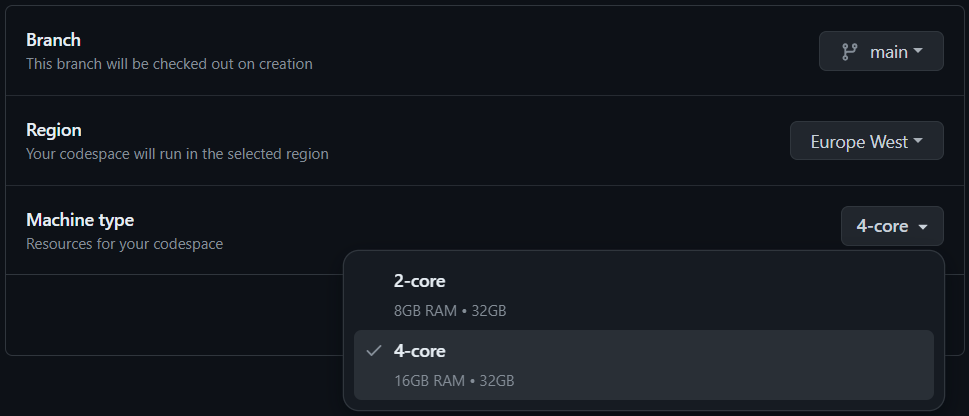 Branch
This branch will be checked out on creation
main
Region
Your codespace will run in the selected region
Europe West
Machine type
Resources for your codespace
4-core
2-core
8GB RAM • 32GB
4-core
16GB RAM • 32GB